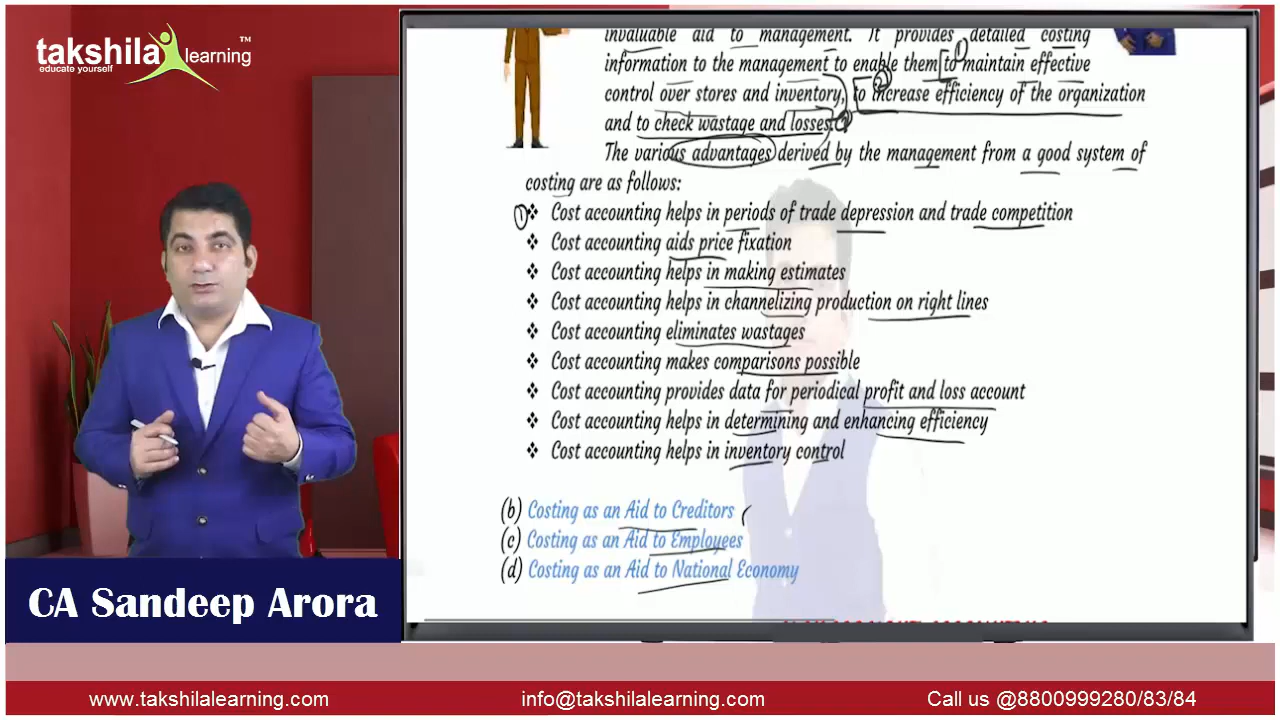 takshila learning™
educate yourself
invaluable aid to management. It provides detailed costing
information to the management to enable them to maintain effective
control over stores and inventory, to increase efficiency of the organization
and to check wastage and losses.
The various advantages derived by the management from a good system of
costing are as follows:
❖ Cost accounting helps in periods of trade depression and trade competition
❖ Cost accounting aids price fixation
❖ Cost accounting helps in making estimates
❖ Cost accounting helps in channelizing production on right lines
❖ Cost accounting eliminates wastages
❖ Cost accounting makes comparisons possible
❖ Cost accounting provides data for periodical profit and loss account
❖ Cost accounting helps in determining and enhancing efficiency
❖ Cost accounting helps in inventory control
(b) Costing as an Aid to Creditors
(c) Costing as an Aid to Employees
(d) Costing as an Aid to National Economy
CA Sandeep Arora
www.takshilalearning.com info@takshilalearning.com Call us @8800999280/83/84